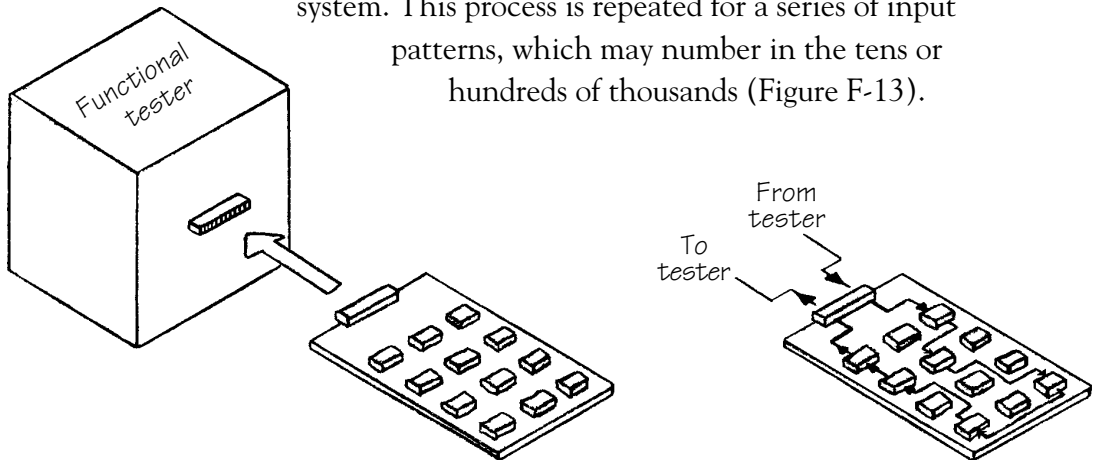 system. This process is repeated for a series of input
patterns, which may number in the tens or
hundreds of thousands (Figure F-13).
Functional
tester
From
tester
To
tester